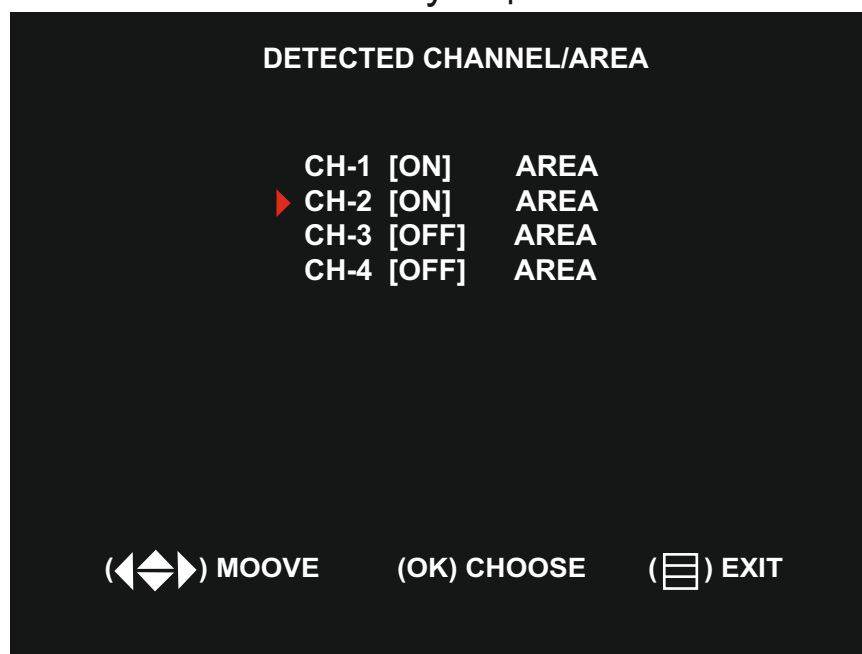 DETECTED CHANNEL/AREA
CH-1 [ON] AREA
CH-2 [ON] AREA
CH-3 [OFF] AREA
CH-4 [OFF] AREA
() MOOVE (OK) CHOOSE () EXIT